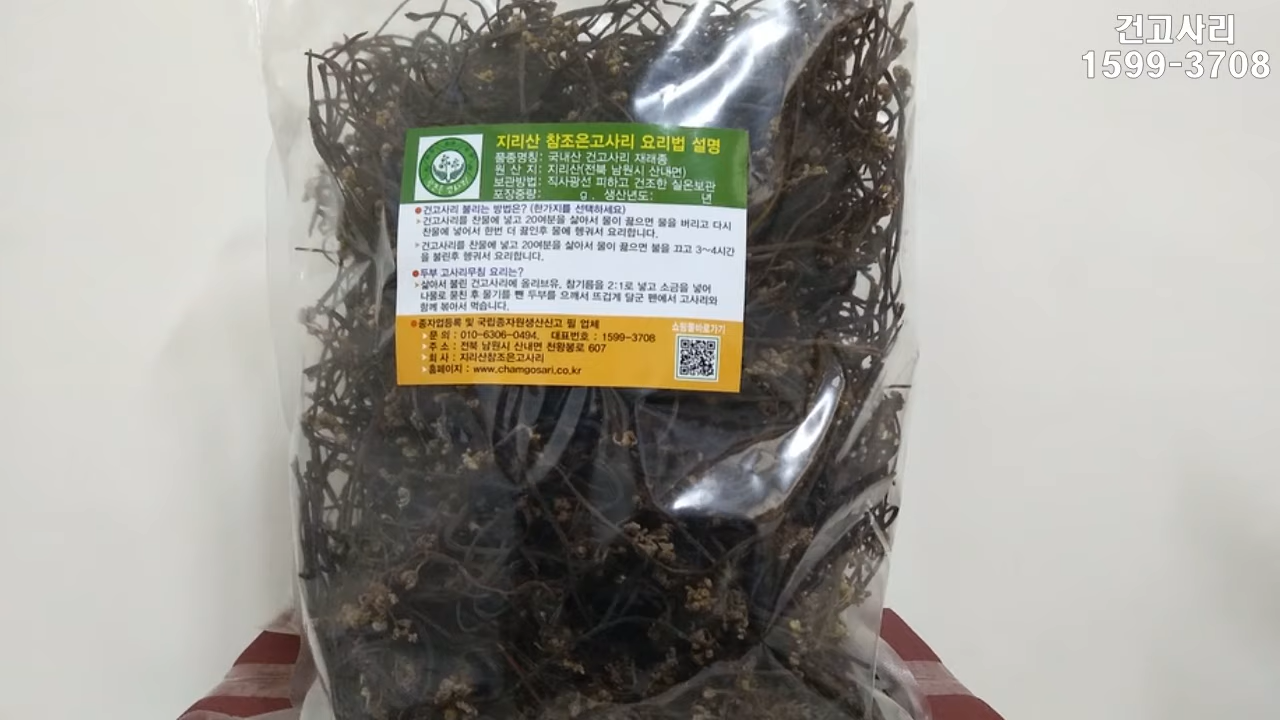 건고사리
1599-3708
지리산 참조은고사리 요리법 설명
품종명칭: 국내산 건고사리 재래종
원 산 지: 지리산(전북 남원시 산내면)
보관방법: 직사광선 피하고 건조한 실온보관
포장중량: g , 생산년도: 년
●건고사리 불리는 방법은? (한가지를 선택하세요)
건고사리를 찬물에 넣고 20여분을 삶아서 물이 끓으면 물을 버리고 다시
찬물에 넣어서 한번 더 끓인후 물에 헹궈서 요리합니다.
건고사리를 찬물에 넣고 20여분을 삶아서 물이 끓으면 불을 끄고 3~4시간
을 불린후 헹궈서 요리합니다.
●두부 고사리무침 요리는?
삶아서 불린 건고사리에 올리브유, 참기름을 2:1로 넣고 소금을 넣어
나물로 뭍친 후 물기를 뺀 두부를 으깨서 뜨겁게 달군 팬에서 고사리와
함께 볶아서 먹습니다.
●종자업등록 및 국립종자원생산신고 필 업체
문 의 : 010-6306-0494, 대표번호 : 1599-3708
주 소 : 전북 남원시 산내면 천왕봉로 607
회 사 : 지리산참조은고사리
홈페이지 : www.chamgosari.co.kr
쇼핑몰바로가기